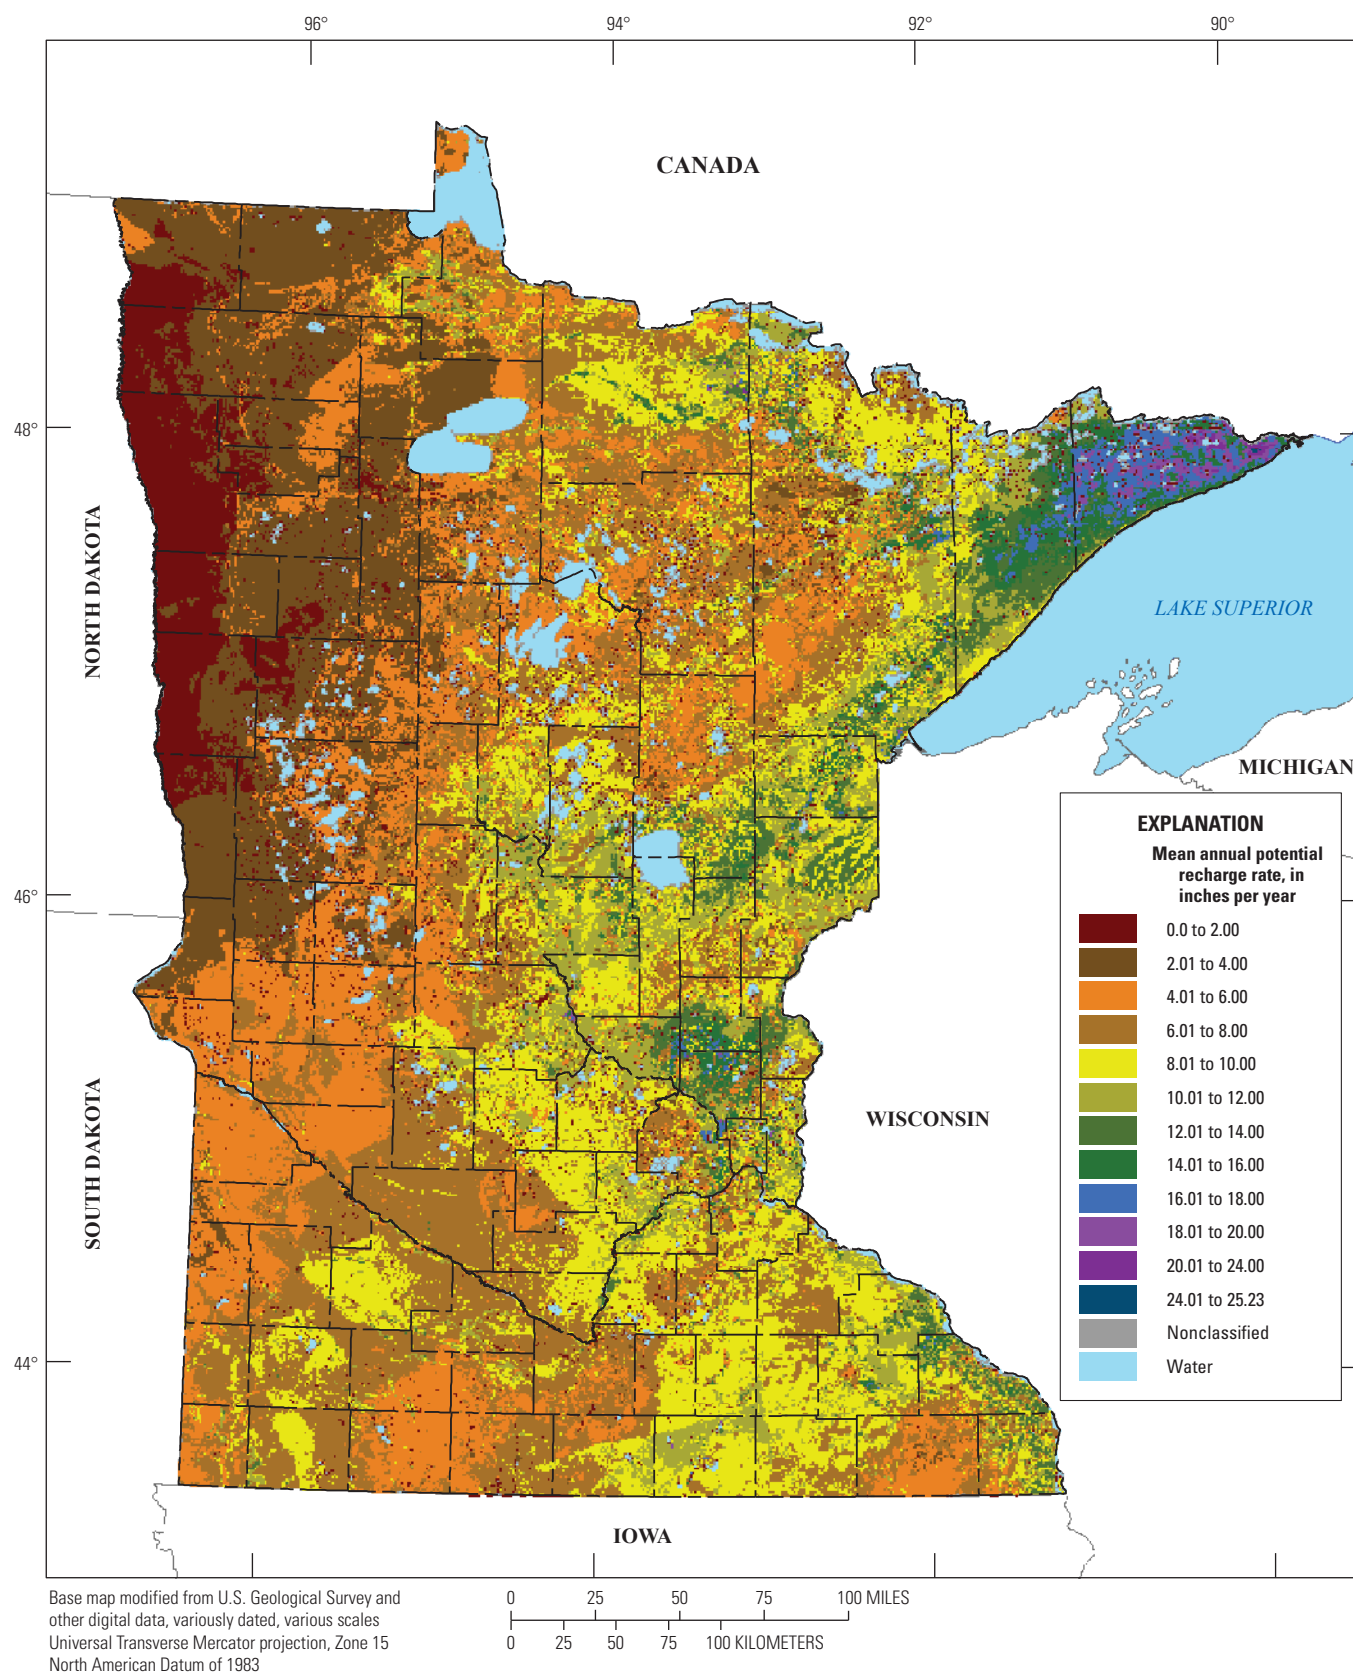 96°
94°
92°
90°
CANADA
48°
NORTH DAKOTA
LAKE SUPERIOR
MICHIGAN
EXPLANATION
Mean annual potential
recharge rate, in
inches per year
0.0 to 2.00
2.01 to 4.00
4.01 to 6.00
6.01 to 8.00
8.01 to 10.00
10.01 to 12.00
12.01 to 14.00
14.01 to 16.00
16.01 to 18.00
18.01 to 20.00
20.01 to 24.00
24.01 to 25.23
Nonclassified
Water
46°
SOUTH DAKOTA
WISCONSIN
44°
IOWA
Base map modified from U.S. Geological Survey and
other digital data, variously dated, various scales
Universal Transverse Mercator projection, Zone 15
North American Datum of 1983
0 25 50 75 100 MILES
0 25 50 75 100 KILOMETERS